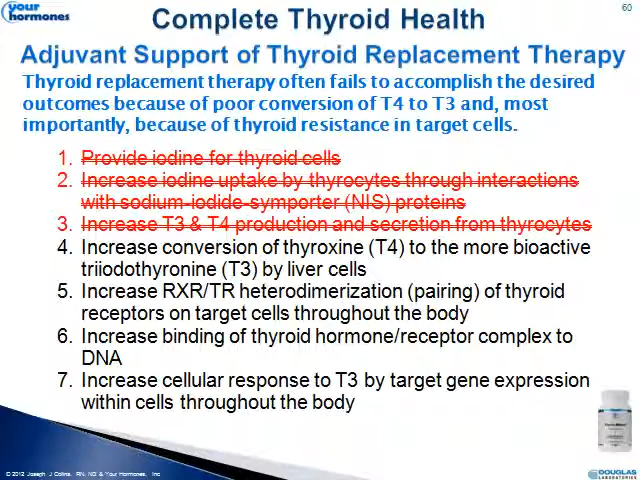 your
hormones
60
Complete Thyroid Health
Adjuvant Support of Thyroid Replacement Therapy
Thyroid replacement therapy often fails to accomplish the desired
outcomes because of poor conversion of T4 to T3 and, most
importantly, because of thyroid resistance in target cells.
1. Provide iodine for thyroid cells
2. Increase iodine uptake by thyrocytes through interactions
with sodium-iodide-symporter (NIS) proteins
3. Increase T3 & T4 production and secretion from thyrocytes
4. Increase conversion of thyroxine (T4) to the more bioactive
triiodothyronine (T3) by liver cells
5. Increase RXR/TR heterodimerization (pairing) of thyroid
receptors on target cells throughout the body
6. Increase binding of thyroid hormone/receptor complex to
DNA
7. Increase cellular response to T3 by target gene expression
within cells throughout the body
© 2012 Joseph J Collins, RN, ND & Your Hormones, Inc
DOUGLAS
LABORATORIES